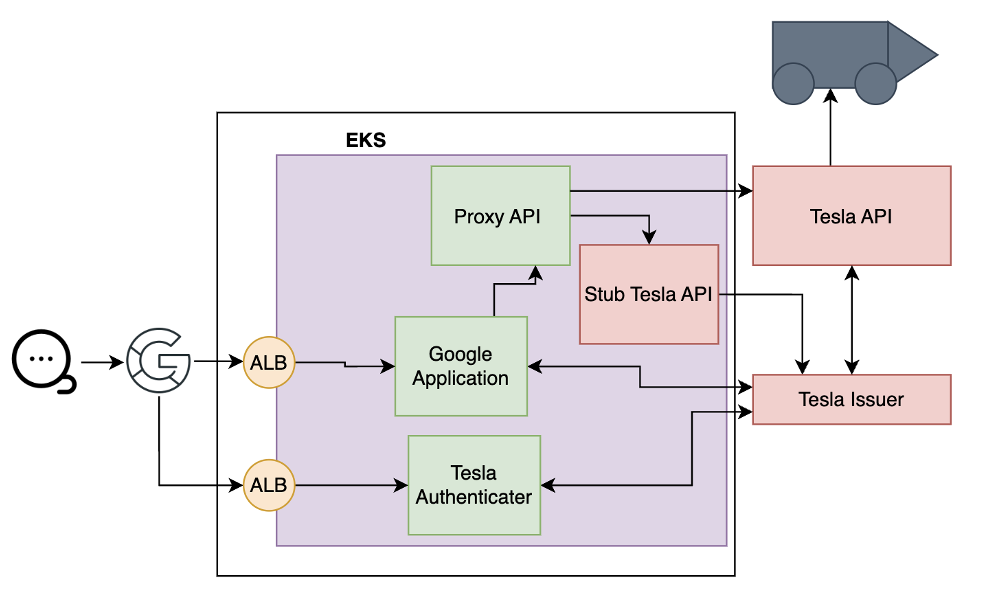 EKS
Proxy API
Tesla API
Stub Tesla API
ALB
Google
Application
Tesla Issuer
ALB
Tesla
Authenticater